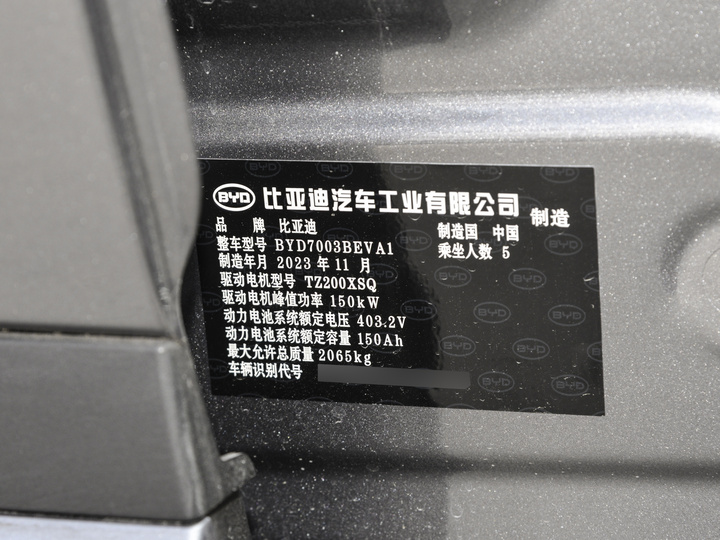 BYD 比亚迪汽车工业有限公司 制造
品 牌 比亚迪 制造国 中国
整车型号 BYD7003BEVA1 乘坐人数 5
制造年月 2023 年 11 月
驱动电机型号 TZ200XSQ
驱动电机峰值功率 150kW
动力电池系统额定电压 403.2V
动力电池系统额定容量 150Ah
最大允许总质量 2065kg
车辆识别代号